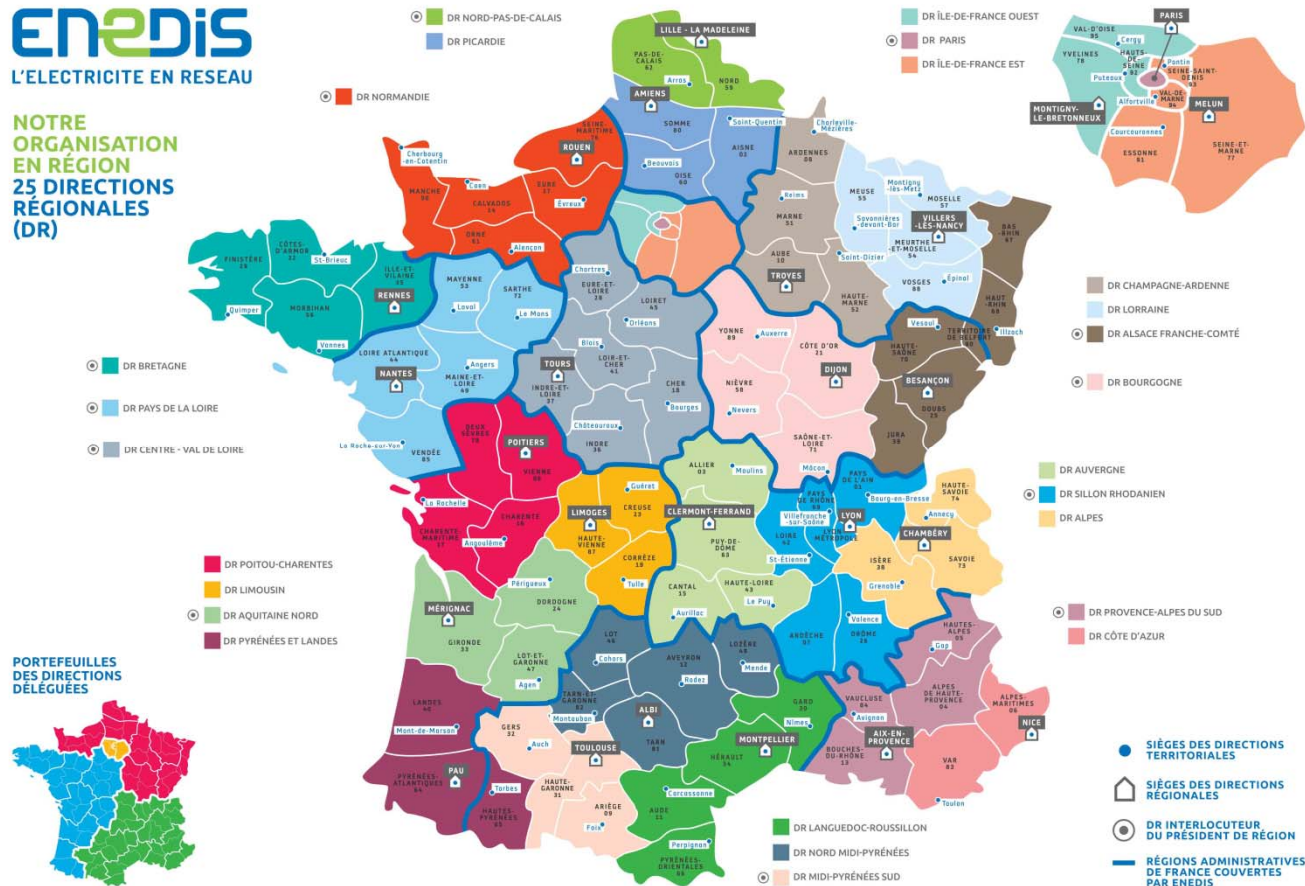 ENEDIS
L'ELECTRICITE EN RESEAU
NOTRE
ORGANISATION
EN RÉGION
25 DIRECTIONS
RÉGIONALES
(DR)
DR NORD-PAS-DE-CALAIS
DR PICARDIE
DR NORMANDIE
DR ÎLE-DE-FRANCE OUEST
DR PARIS
DR ÎLE-DE-FRANCE EST
PARIS
VAL-D'OISE
95
Cergy
YVELINES
78
HAUTS-
DE-SEINE
92
Pantin
SEINE-SAINT-
DENIS
93
Puteaux
VAL-DE-
MARNE
94
Alfortville
MONTIGNY-
LE-BRETONNEUX
MELUN
Courcouronnes
ESSONNE
91
SEINE-ET-
MARNE
77
LILLE - LA MADELEINE
PAS-DE-
CALAIS
62
Arras
NORD
59
AMIENS
SOMME
80
Saint-Quentin
AISNE
02
Beauvais
OISE
60
SEINE-
MARITIME
76
ROUEN
Cherbourg
-en-Cotentin
Caen
MANCHE
50
CALVADOS
14
EURE
27
Évreux
ORNE
61
Alençon
Charleville-
Mézières
ARDENNES
08
Reims
MARNE
51
AUBE
10
TROYES
Saint-Dizier
HAUTE-
MARNE
52
MEUSE
55
Montigny
-lès-Metz
MOSELLE
57
Savonnières
-devant-Bar
VILLERS
-LÈS-NANCY
MEURTHE-
ET-MOSELLE
54
VOSGES
88
Épinal
BAS-
RHIN
67
HAUT-
RHIN
68
Illzach
FINISTÈRE
29
CÔTES-
D'ARMOR
22
St-Brieuc
ILLE-ET-
VILAINE
35
RENNES
MORBIHAN
56
Quimper
Vannes
MAYENNE
53
Laval
SARTHE
72
Le Mans
LOIRE ATLANTIQUE
44
NANTES
Angers
MAINE-ET-
LOIRE
49
La Roche-sur-Yon
VENDÉE
85
Chartres
EURE-ET-
LOIRE
28
LOIRET
45
Orléans
Blois
LOIR-ET-
CHER
41
TOURS
INDRE-ET-
LOIRE
37
CHER
18
Bourges
Châteauroux
INDRE
36
YONNE
89
Auxerre
CÔTE D'OR
21
DIJON
NIÈVRE
58
Nevers
SAÔNE-ET-
LOIRE
71
Mâcon
Vesoul
HAUTE-
SAÔNE
70
TERRITOIRE
DE BELFORT
90
BESANÇON
DOUBS
25
JURA
39
DR CHAMPAGNE-ARDENNE
DR LORRAINE
DR ALSACE FRANCHE-COMTÉ
DR BOURGOGNE
DR BRETAGNE
DR PAYS DE LA LOIRE
DR CENTRE - VAL DE LOIRE
DEUX
SÈVRES
79
POITIERS
VIENNE
86
La Rochelle
CHARENTE-
MARITIME
17
CHARENTE
16
Angoulême
Guéret
CREUSE
23
LIMOGES
HAUTE-
VIENNE
87
CORRÈZE
19
Tulle
ALLIER
03
Moulins
CLERMONT-FERRAND
PUY-DE-
DÔME
63
CANTAL
15
Aurillac
HAUTE-LOIRE
43
Le Puy
PAYS
DE L'AIN
01
Bourg-en-Bresse
PAYS
DE RHÔNE
69
Villefranche
-sur-Saône
LYON
LYON
MÉTROPOLE
LOIRE
42
St-Étienne
ARDÈCHE
07
Valence
DRÔME
26
HAUTE-
SAVOIE
74
Annecy
CHAMBÉRY
SAVOIE
73
ISÈRE
38
Grenoble
DR AUVERGNE
DR SILLON RHODANIEN
DR ALPES
DR POITOU-CHARENTES
DR LIMOUSIN
DR AQUITAINE NORD
DR PYRÉNÉES ET LANDES
DR PROVENCE-ALPES DU SUD
DR CÔTE D'AZUR
Périgueux
DORDOGNE
24
MÉRIGNAC
GIRONDE
33
LOT-ET-
GARONNE
47
Agen
LANDES
40
Mont-de-Marsan
PYRÉNÉES-
ATLANTIQUES
64
PAU
Tarbes
HAUTES-
PYRÉNÉES
65
LOT
46
Cahors
AVEYRON
12
Rodez
LOZÈRE
48
Mende
TARN-ET-
GARONNE
82
Montauban
ALBI
TARN
81
GERS
32
Auch
TOULOUSE
HAUTE-
GARONNE
31
ARIÈGE
09
Foix
GARD
30
Nîmes
MONTPELLIER
HÉRAULT
34
Carcassonne
AUDE
11
Perpignan
PYRÉNÉES-
ORIENTALES
66
HAUTES-
ALPES
05
Gap
VAUCLUSE
84
Avignon
ALPES
DE HAUTE-
PROVENCE
04
AIX-EN-
PROVENCE
BOUCHES-
DU-RHÔNE
13
ALPES-
MARITIMES
06
NICE
VAR
83
Toulon
PORTEFEUILLES
DES DIRECTIONS
DÉLÉGUÉES
DR LANGUEDOC-ROUSSILLON
DR NORD MIDI-PYRÉNÉES
DR MIDI-PYRÉNÉES SUD
SIÈGES DES DIRECTIONS
TERRITORIALES
SIÈGES DES DIRECTIONS
RÉGIONALES
DR INTERLOCUTEUR
DU PRÉSIDENT DE RÉGION
RÉGIONS ADMINISTRATIVES
DE FRANCE COUVERTES
PAR ENEDIS